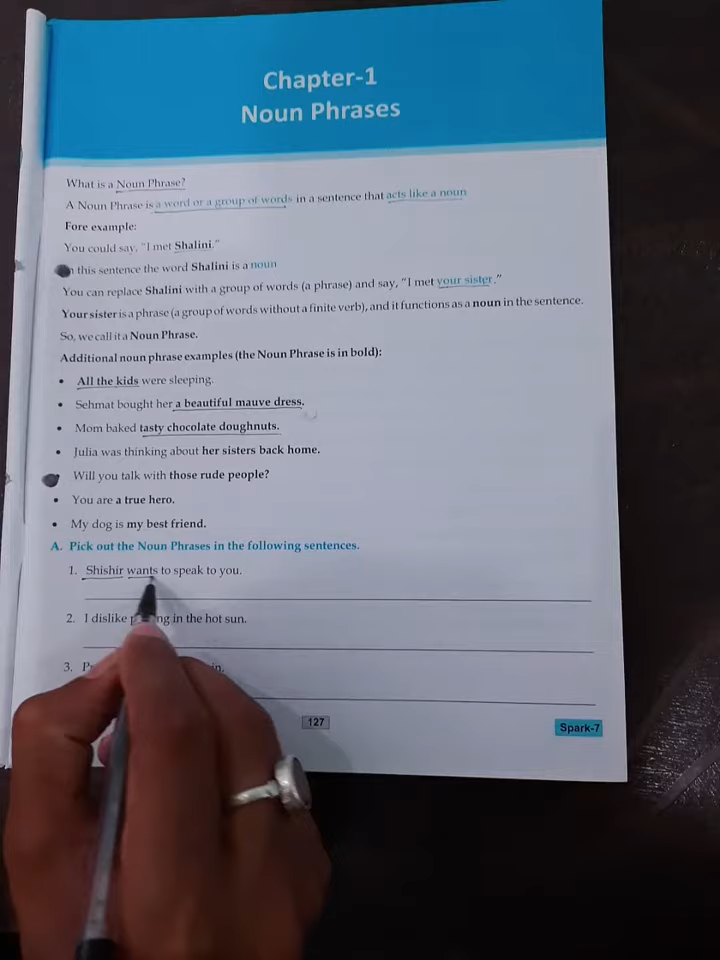 Chapter-1
Noun Phrases
What is a Noun Phrase?
A Noun Phrase is a word or a group of words in a sentence that acts like a noun
Fore example:
You could say, "I met Shalini."
n this sentence the word Shalini is a noun
You can replace Shalini with a group of words (a phrase) and say, "I met your sister."
Your sister is a phrase (a group of words without a finite verb), and it functions as a noun in the sentence.
So, we call it a Noun Phrase.
Additional noun phrase examples (the Noun Phrase is in bold):
• All the kids were sleeping.
• Sehmat bought her a beautiful mauve dress.
• Mom baked tasty chocolate doughnuts.
• Julia was thinking about her sisters back home.
Will you talk with those rude people?
• You are a true hero.
• My dog is my best friend.
A. Pick out the Noun Phrases in the following sentences.
1. Shishir wants to speak to you.
2. I dislike in the hot sun.
3.
127
Spark-7